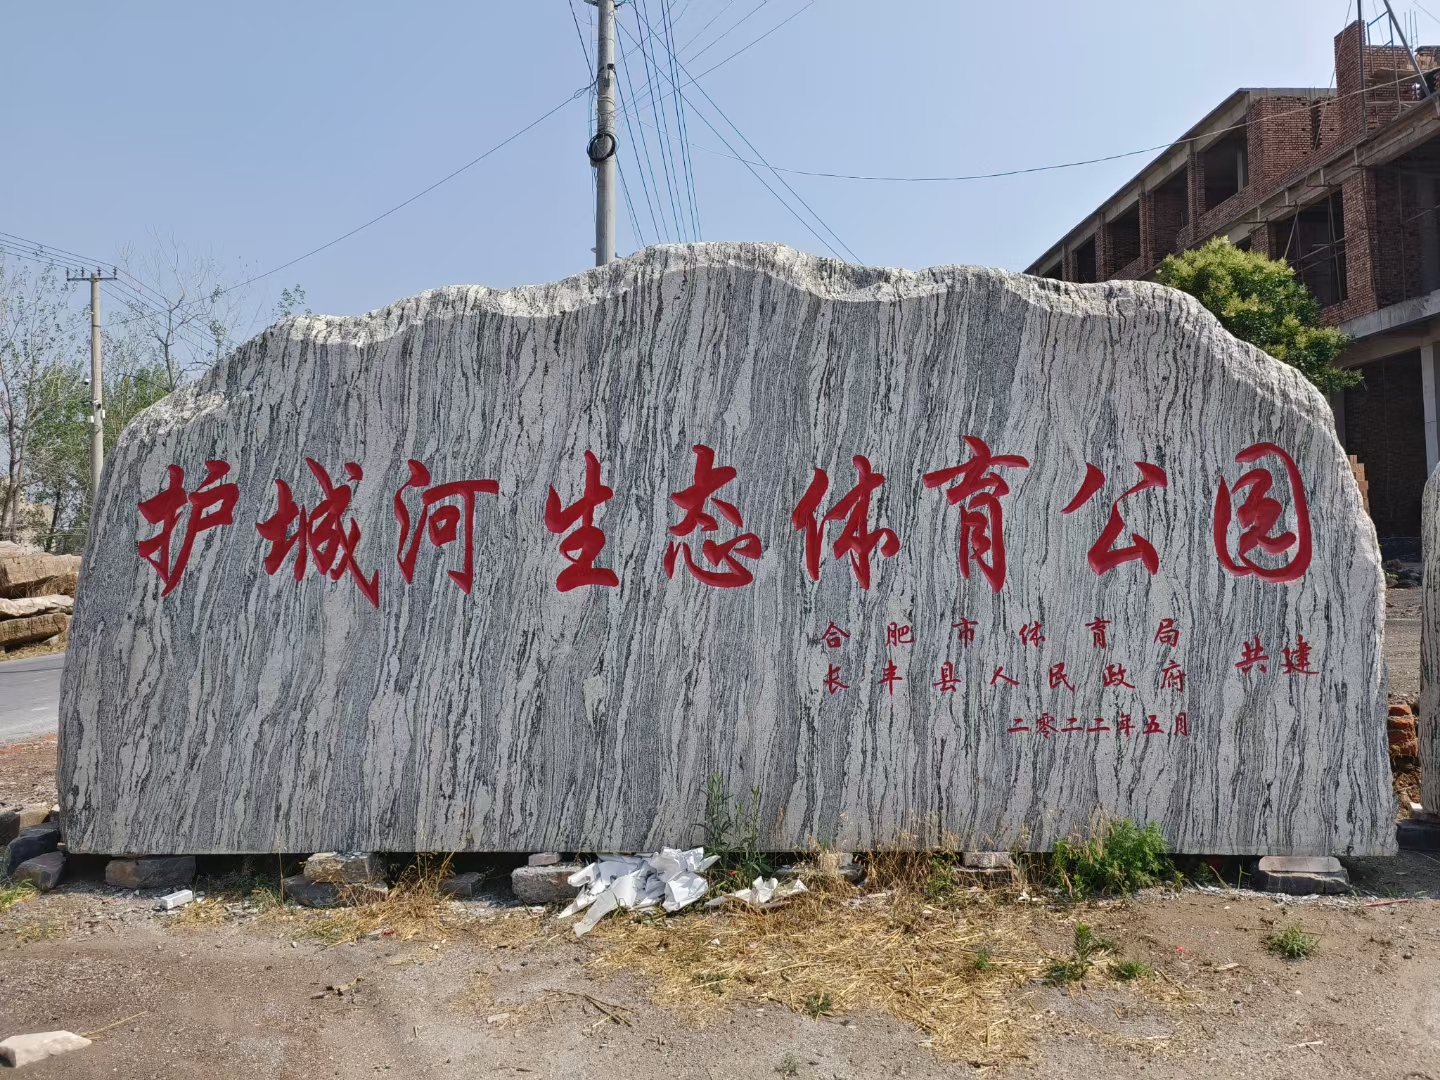 护城河生态体育公园
合肥市体育局
长丰县人民政府
共建
二零二二年五月